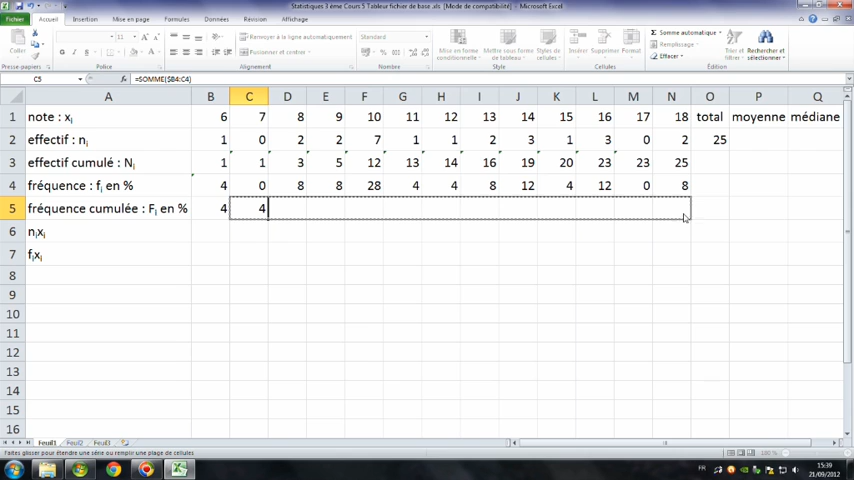 Statistiques 3 ème Cours 5 Tableur fichier de base .xls [Mode de compatibilité] - Microsoft Excel
Fichier Accueil Insertion Mise en page Formules Données Révision Affichage
Coller
Standard
Renvoyer à la ligne automatiquement
Fusionner et centrer
Mise en forme conditionnelle
Mettre sous forme de tableau
Styles de cellules
Insérer Supprimer Format
Somme automatique
Remplissage
Effacer
Trier et filtrer
Rechercher et sélectionner
Presse-papiers Police Alignement Nombre Style Cellules Édition
C5 fx =SOMME($B4:C4)
A B C D E F G H I J K L M N O P Q
1 note : xi 6 7 8 9 10 11 12 13 14 15 16 17 18 total moyenne médiane
2 effectif : ni 1 0 2 2 7 1 1 2 3 1 3 0 2 25
3 effectif cumulé : Ni 1 1 3 5 12 13 14 16 19 20 23 23 25
4 fréquence : fi en % 4 0 8 8 28 4 4 8 12 4 12 0 8
5 fréquence cumulée : Fi en % 4 4
6 nixi
7 fixi
8
9
10
11
12
13
14
15
16
Feuil1 Feuil2 Feuil3
Faites glisser pour étendre la série ou remplir une plage de cellules
100 %
FR
15:39
21/09/2012